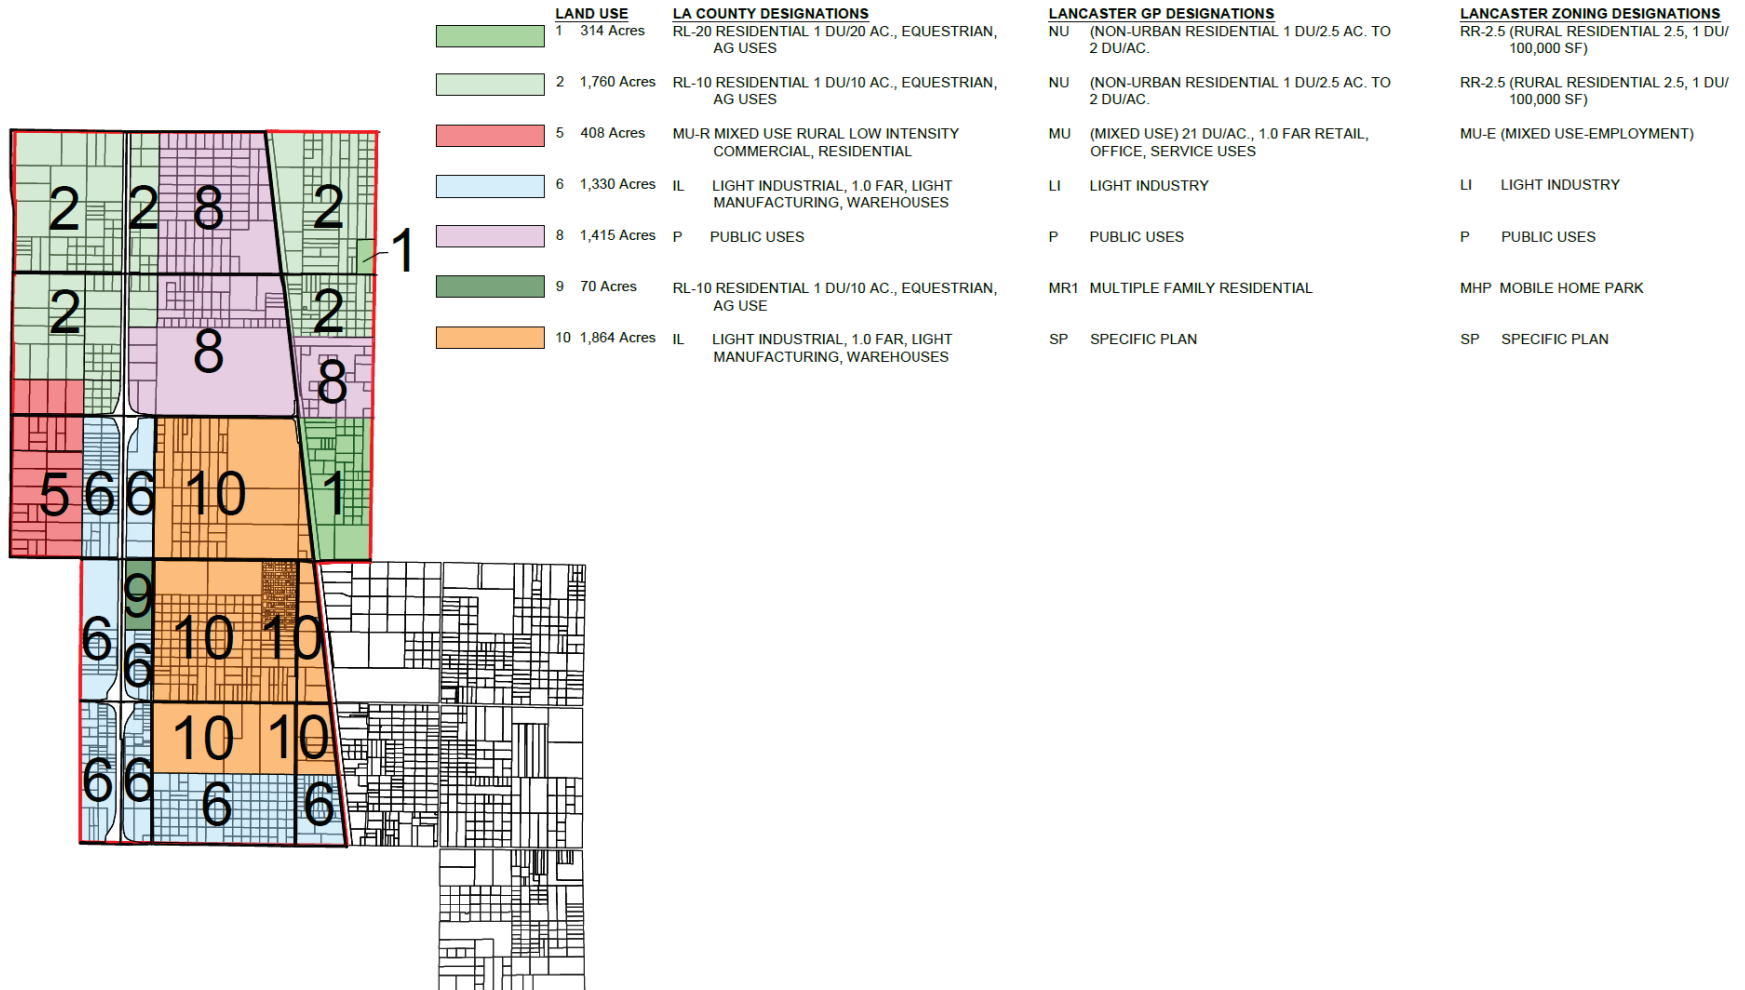 LAND USE LA COUNTY DESIGNATIONS LANCASTER GP DESIGNATIONS LANCASTER ZONING DESIGNATIONS
1 314 Acres RL-20 RESIDENTIAL 1 DU/20 AC., EQUESTRIAN, NU (NON-URBAN RESIDENTIAL 1 DU/2.5 AC. TO RR-2.5 (RURAL RESIDENTIAL 2.5, 1 DU/
AG USES 2 DU/AC. 100,000 SF)
2 1,760 Acres RL-10 RESIDENTIAL 1 DU/10 AC., EQUESTRIAN, NU (NON-URBAN RESIDENTIAL 1 DU/2.5 AC. TO RR-2.5 (RURAL RESIDENTIAL 2.5, 1 DU/
AG USES 2 DU/AC. 100,000 SF)
5 408 Acres MU-R MIXED USE RURAL LOW INTENSITY MU (MIXED USE) 21 DU/AC., 1.0 FAR RETAIL, MU-E (MIXED USE-EMPLOYMENT)
COMMERCIAL, RESIDENTIAL OFFICE, SERVICE USES
6 1,330 Acres IL LIGHT INDUSTRIAL, 1.0 FAR, LIGHT LI LIGHT INDUSTRY LI LIGHT INDUSTRY
MANUFACTURING, WAREHOUSES
8 1,415 Acres P PUBLIC USES P PUBLIC USES P PUBLIC USES
9 70 Acres RL-10 RESIDENTIAL 1 DU/10 AC., EQUESTRIAN, MR1 MULTIPLE FAMILY RESIDENTIAL MHP MOBILE HOME PARK
AG USE
10 1,864 Acres IL LIGHT INDUSTRIAL, 1.0 FAR, LIGHT SP SPECIFIC PLAN SP SPECIFIC PLAN
MANUFACTURING, WAREHOUSES
2 2 8 2
1
2 2
8 8
5 6 6 10 1
9
6 6 10 10
10 10
6 6 6 6